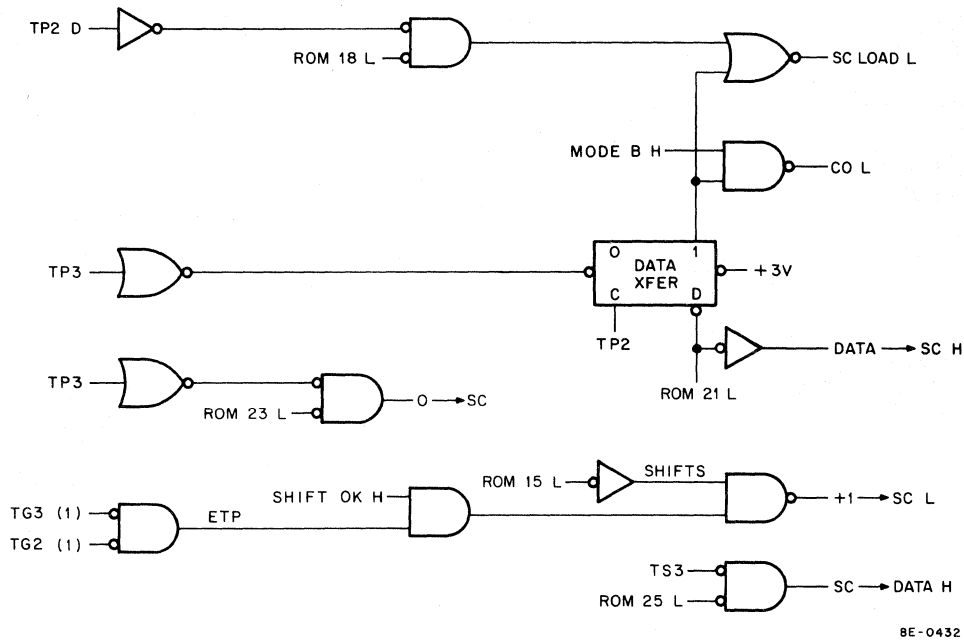 TP2 D
ROM 18 L
SC LOAD L
MODE B H
CO L
O 1
DATA
XFER
C D
+3V
TP3
TP2
DATA SC H
ROM 21 L
TP3
ROM 23 L
O SC
ROM 15 L
SHIFTS
SHIFT OK H
+1 SC L
TG3 (1)
ETP
TG2 (1)
TS3
SC DATA H
ROM 25 L
8E-0432